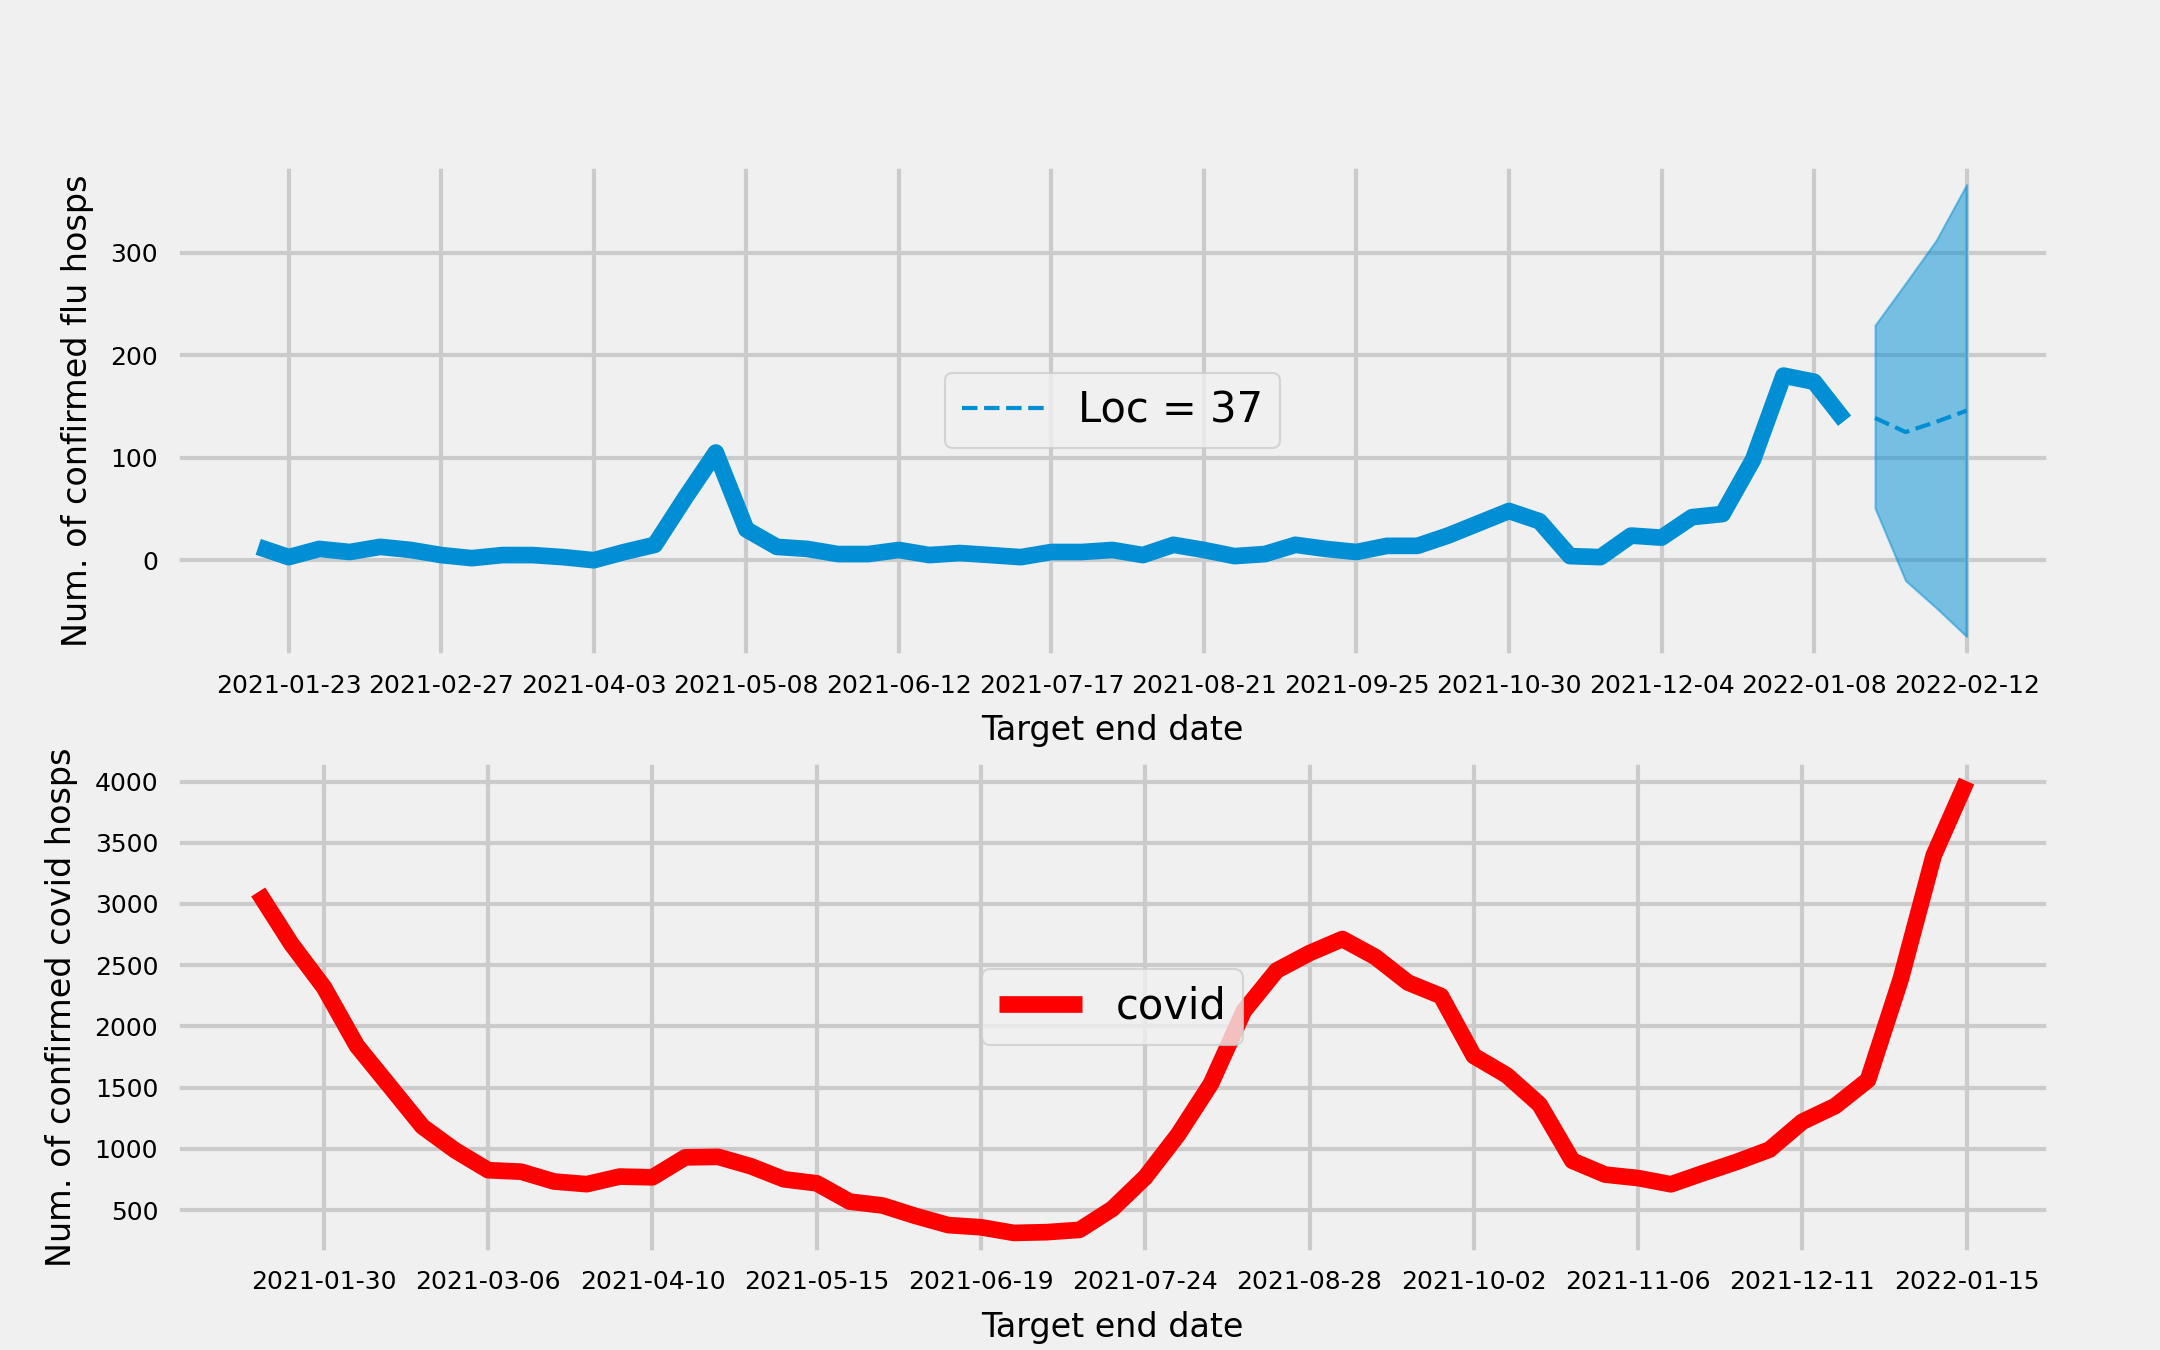 Num. of confirmed flu hosps
300
200
100
0
Loc = 37
2021-01-23 2021-02-27 2021-04-03 2021-05-08 2021-06-12 2021-07-17 2021-08-21 2021-09-25 2021-10-30 2021-12-04 2022-01-08 2022-02-12
Target end date
Num. of confirmed covid hosps
4000
3500
3000
2500
2000
1500
1000
500
covid
2021-01-30 2021-03-06 2021-04-10 2021-05-15 2021-06-19 2021-07-24 2021-08-28 2021-10-02 2021-11-06 2021-12-11 2022-01-15
Target end date